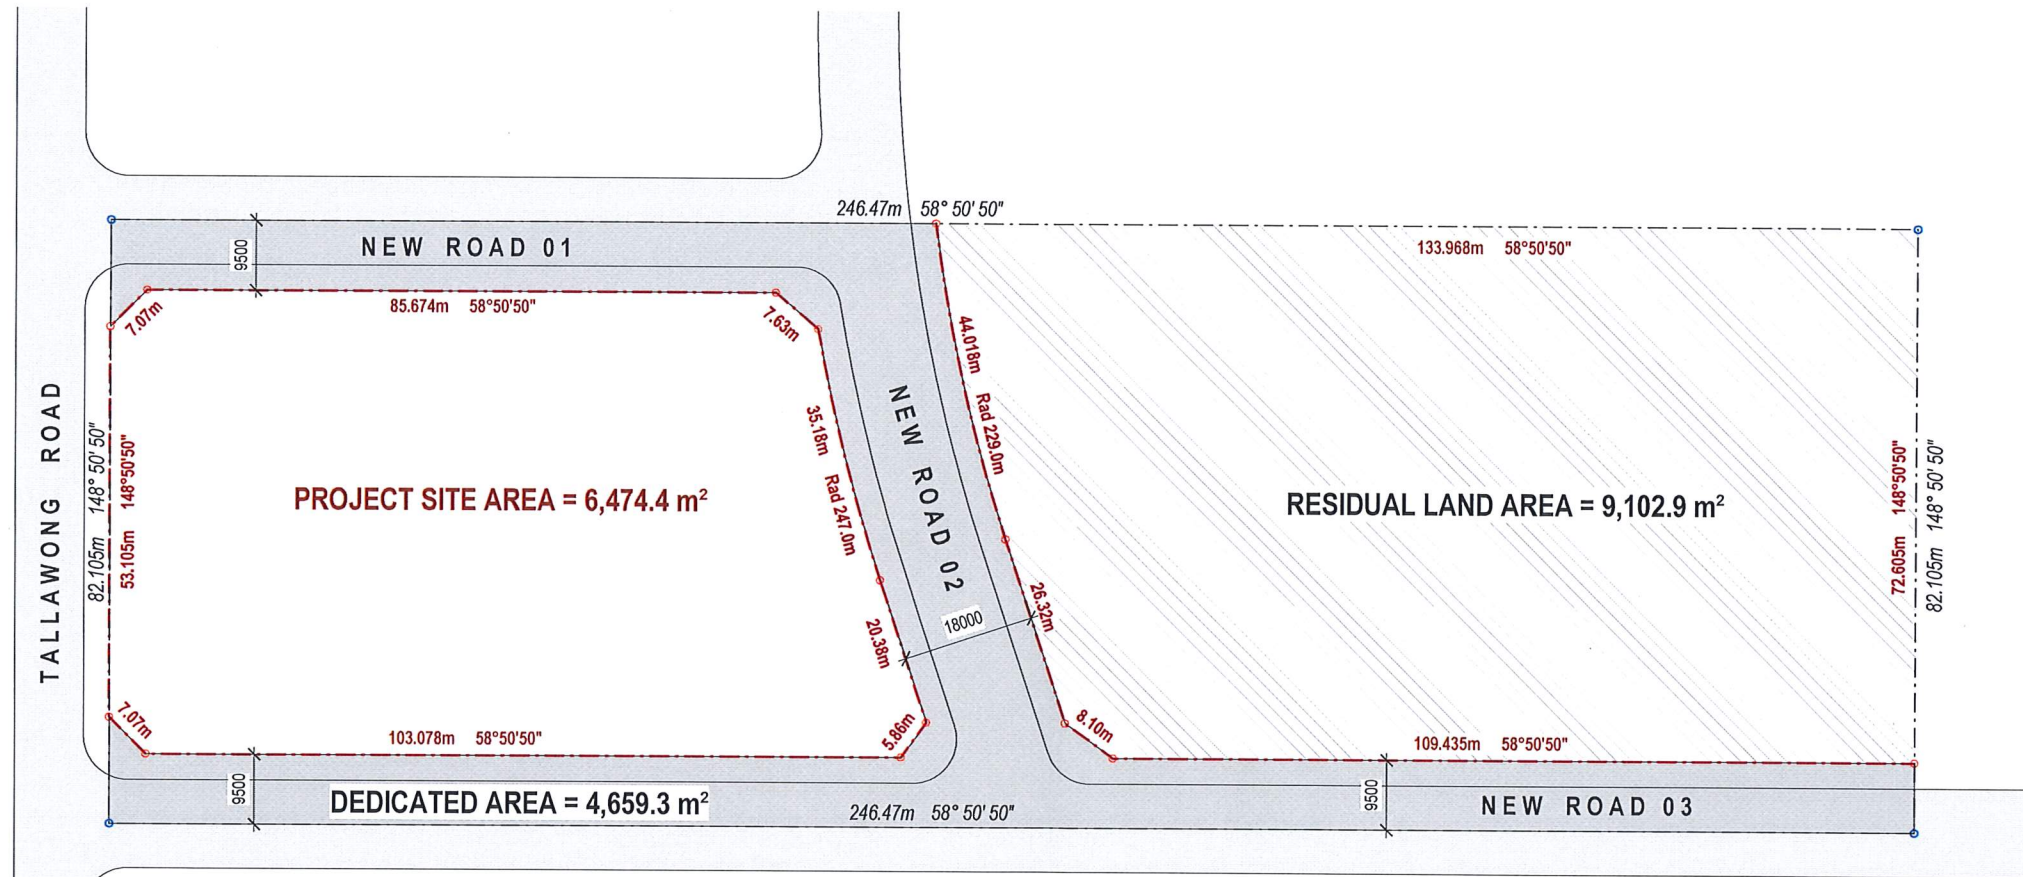 246.47m 58° 50' 50"
NEW ROAD 01
9500
133.968m 58°50'50"
85.674m 58°50'50"
7.07m
7.63m
44.018m Rad 229.0m
TALLAWONG ROAD
82.105m 148° 50' 50"
53.105m 148°50'50"
PROJECT SITE AREA = 6,474.4 m²
35.18m Rad 247.0m
NEW ROAD 02
RESIDUAL LAND AREA = 9,102.9 m²
72.605m 148°50'50"
82.105m 148° 50' 50"
18000
26.32m
20.38m
7.07m
5.86m
8.10m
103.078m 58°50'50"
109.435m 58°50'50"
9500
DEDICATED AREA = 4,659.3 m²
246.47m 58° 50' 50"
9500
NEW ROAD 03